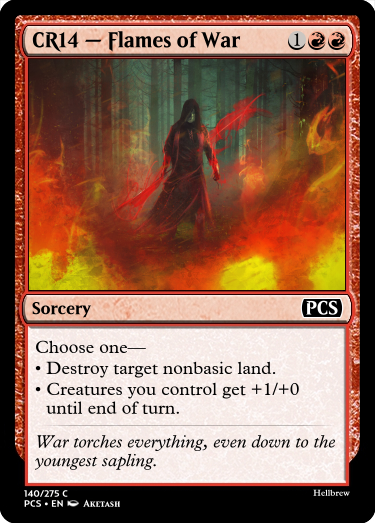 CR14 — Flames of War 1
Sorcery PCS
Choose one—
• Destroy target nonbasic land.
• Creatures you control get +1/+0
until end of turn.
War torches everything, even down to the
youngest sapling.
140/275 C Hellbrew
PCS • EN Aketash